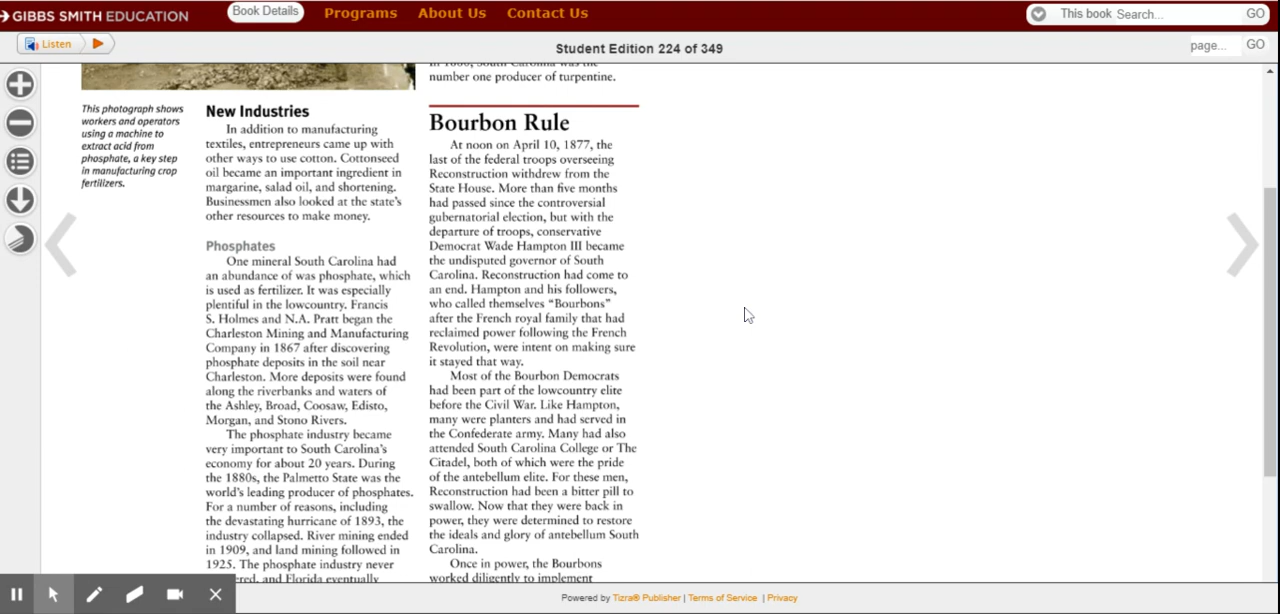 GIBBS SMITH EDUCATION
Book Details
Programs
About Us
Contact Us
This book
Search...
GO
Listen
Student Edition 224 of 349
page...
GO
This photograph shows
workers and operators
using a machine to
extract acid from
phosphate, a key step
in manufacturing crop
fertilizers.
New Industries
In addition to manufacturing
textiles, entrepreneurs came up with
other ways to use cotton. Cottonseed
oil became an important ingredient in
margarine, salad oil, and shortening.
Businessmen also looked at the state's
other resources to make money.
Phosphates
One mineral South Carolina had
an abundance of was phosphate, which
is used as fertilizer. It was especially
plentiful in the lowcountry. Francis
S. Holmes and N.A. Pratt began the
Charleston Mining and Manufacturing
Company in 1867 after discovering
phosphate deposits in the soil near
Charleston. More deposits were found
along the riverbanks and waters of
the Ashley, Broad, Coosaw, Edisto,
Morgan, and Stono Rivers.
The phosphate industry became
very important to South Carolina's
economy for about 20 years. During
the 1880s, the Palmetto State was the
world's leading producer of phosphates.
For a number of reasons, including
the devastating hurricane of 1893, the
industry collapsed. River mining ended
in 1909, and land mining followed in
1925. The phosphate industry never
and Florida eventually
South Carolina was the
number one producer of turpentine.
Bourbon Rule
At noon on April 10, 1877, the
last of the federal troops overseeing
Reconstruction withdrew from the
State House. More than five months
had passed since the controversial
gubernatorial election, but with the
departure of troops, conservative
Democrat Wade Hampton III became
the undisputed governor of South
Carolina. Reconstruction had come to
an end. Hampton and his followers,
who called themselves "Bourbons"
after the French royal family that had
reclaimed power following the French
Revolution, were intent on making sure
it stayed that way.
Most of the Bourbon Democrats
had been part of the lowcountry elite
before the Civil War. Like Hampton,
many were planters and had served in
the Confederate army. Many had also
attended South Carolina College or The
Citadel, both of which were the pride
of the antebellum elite. For these men,
Reconstruction had been a bitter pill to
swallow. Now that they were back in
power, they were determined to restore
the ideals and glory of antebellum South
Carolina.
Once in power, the Bourbons
worked diligently to implement
Powered by Tizra® Publisher | Terms of Service | Privacy